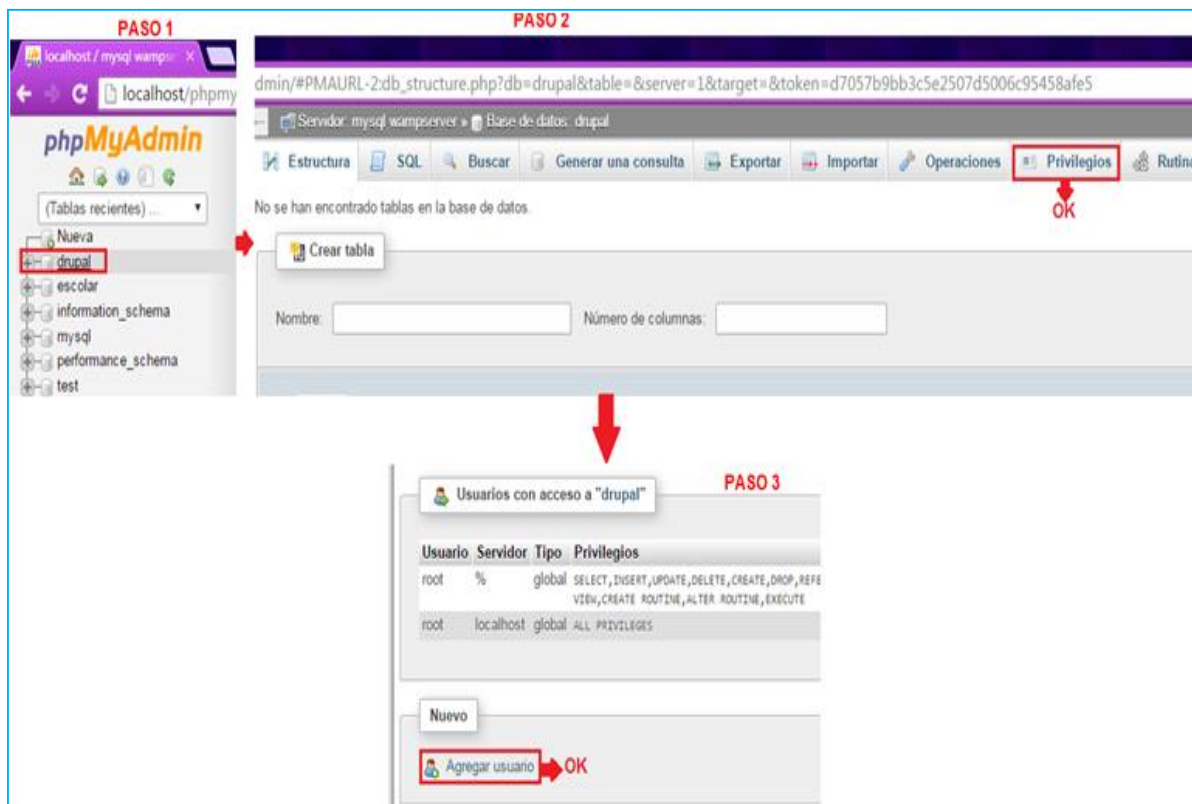 PASO 1
localhost / mysql wampse
localhost/phpmy
phpMyAdmin
(Tablas recientes) ...
Nueva
drupal
escolar
information_schema
mysql
performance_schema
test
PASO 2
dmin/#PMAURL-2:db_structure.php?db=drupal&table=&server=1&target=&token=d7057b9bb3c5e2507d5006c95458afe5
Servidor: mysql wampserver » Base de datos: drupal
Estructura SQL Buscar Generar una consulta Exportar Importar Operaciones Privilegios Rutina
OK
No se han encontrado tablas en la base de datos.
Crear tabla
Nombre: Número de columnas:
PASO 3
Usuarios con acceso a "drupal"
Usuario Servidor Tipo Privilegios
root % global SELECT,INSERT,UPDATE,DELETE,CREATE,DROP,REFE
VIEW,CREATE ROUTINE,ALTER ROUTINE,EXECUTE
root localhost global ALL PRIVILEGES
Nuevo
Agregar usuario OK